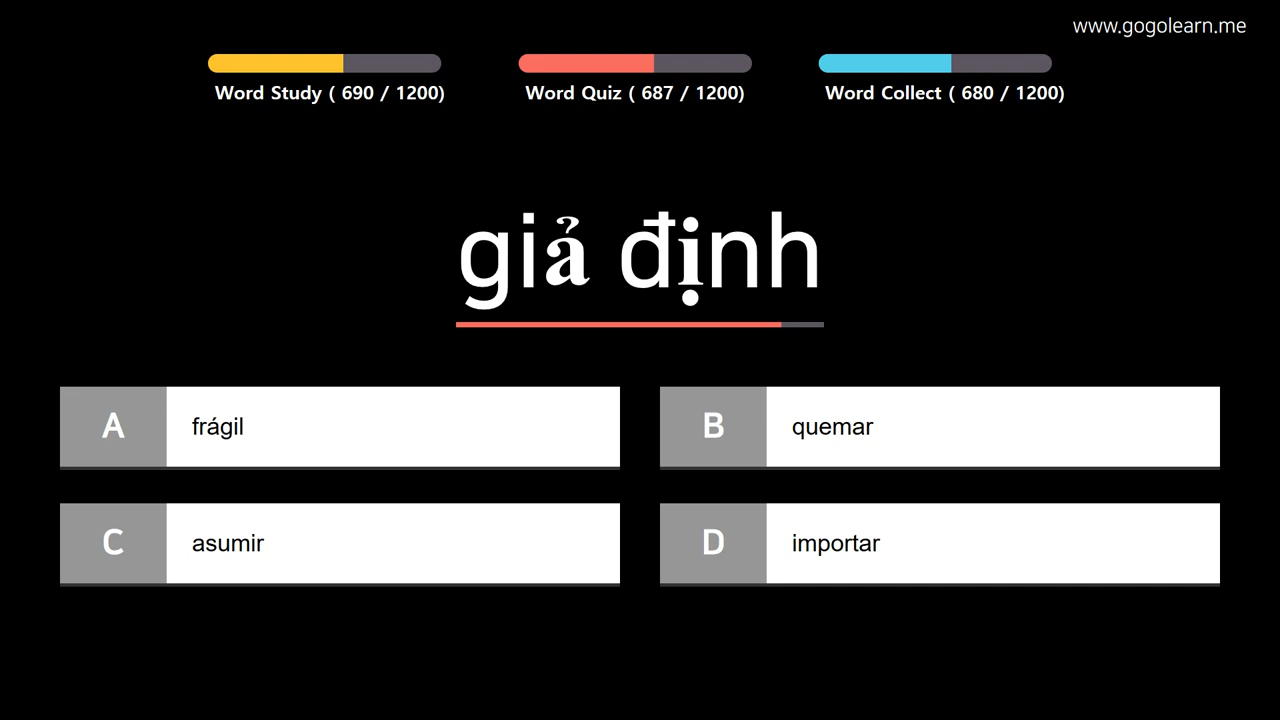 www.gogolearn.me
Word Study ( 690 / 1200)
Word Quiz ( 687 / 1200)
Word Collect ( 680 / 1200)
giả định
A frágil
B quemar
C asumir
D importar